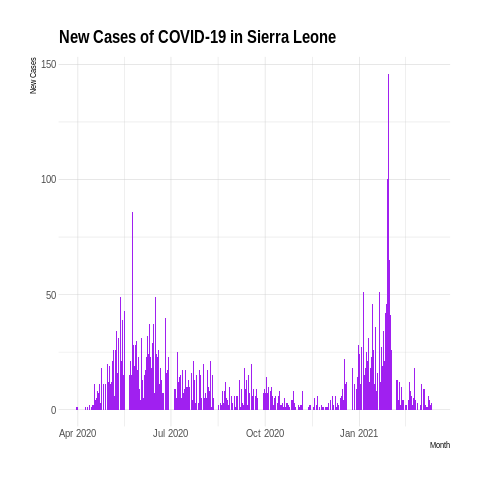 New Cases of COVID-19 in Sierra Leone
New Cases
150
100
50
0
Apr 2020 Jul 2020 Oct 2020 Jan 2021
Month